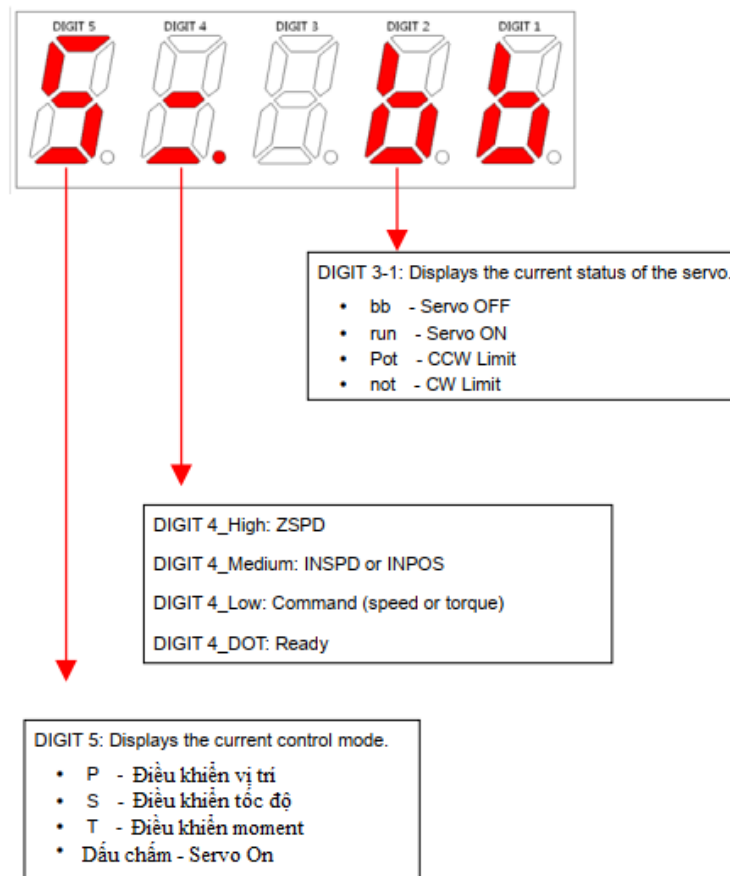 DIGIT 5 DIGIT 4 DIGIT 3 DIGIT 2 DIGIT 1
S = . b b
DIGIT 3-1: Displays the current status of the servo.
• bb - Servo OFF
• run - Servo ON
• Pot - CCW Limit
• not - CW Limit
DIGIT 4_High: ZSPD
DIGIT 4_Medium: INSPD or INPOS
DIGIT 4_Low: Command (speed or torque)
DIGIT 4_DOT: Ready
DIGIT 5: Displays the current control mode.
• P - Điều khiển vị trí
• S - Điều khiển tốc độ
• T - Điều khiển moment
• Dấu chấm - Servo On